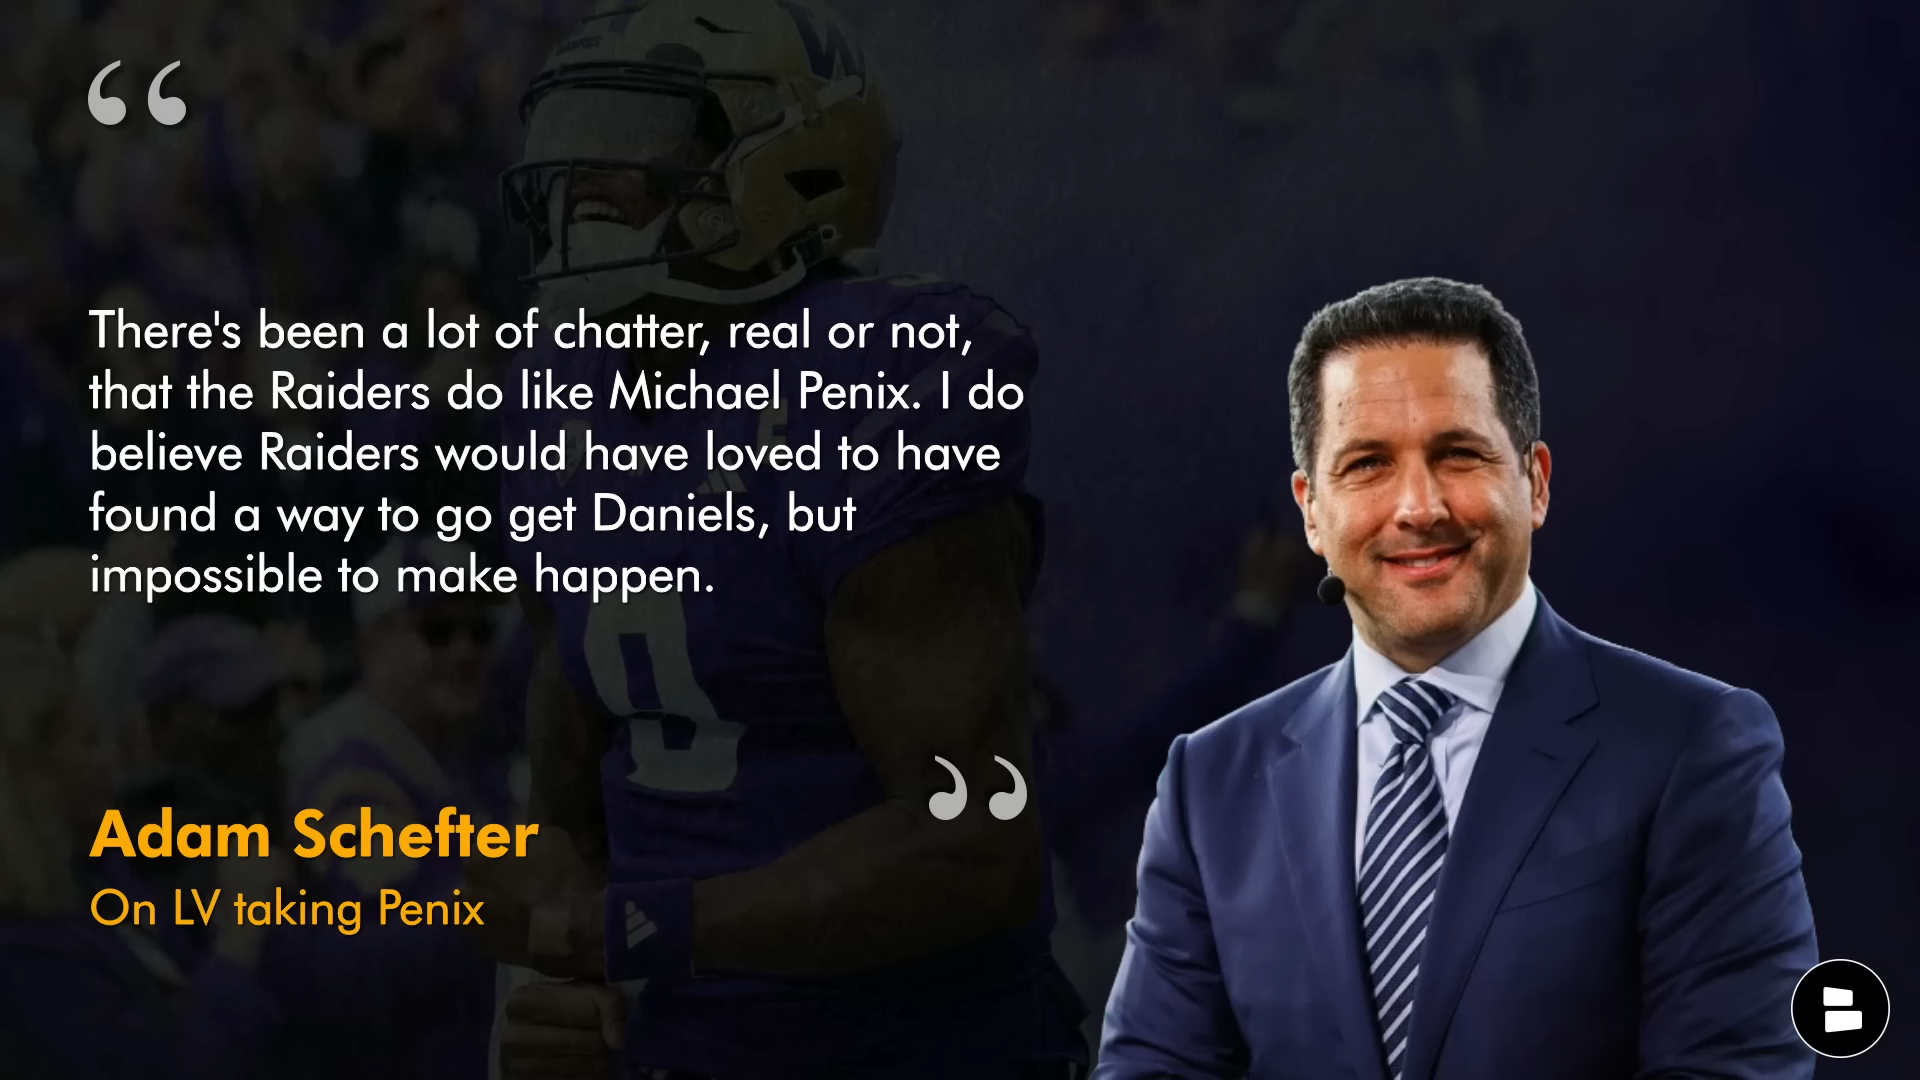 “
There's been a lot of chatter, real or not,
that the Raiders do like Michael Penix. I do
believe Raiders would have loved to have
found a way to go get Daniels, but
impossible to make happen.
”
Adam Schefter
On LV taking Penix